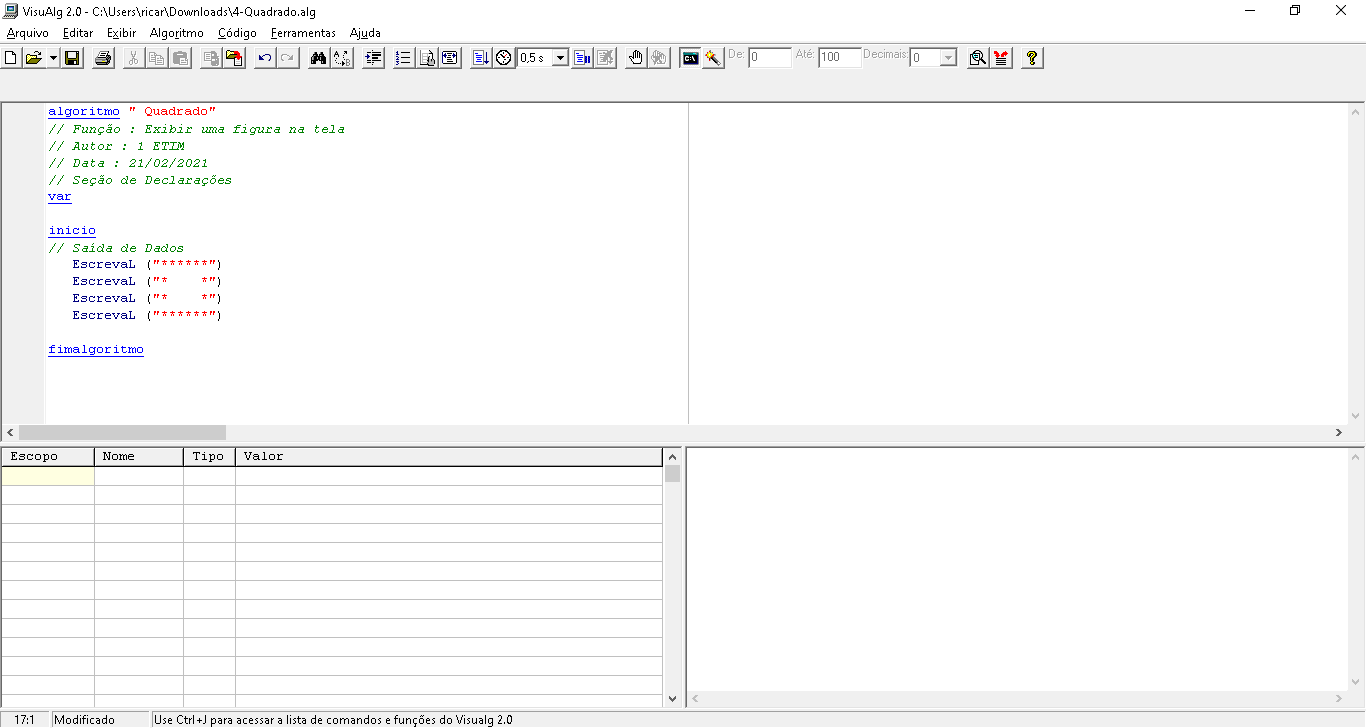 VisuAlg 2.0 - C:\Users\ricar\Downloads\4-Quadrado.alg
Arquivo Editar Exibir Algoritmo Código Ferramentas Ajuda
0,5 s De: 0 Até: 100 Decimais: 0
algoritmo " Quadrado"
// Função : Exibir uma figura na tela
// Autor : 1 ETIM
// Data : 21/02/2021
// Seção de Declarações
var
inicio
// Saída de Dados
EscrevaL ("******")
EscrevaL ("*    *")
EscrevaL ("*    *")
EscrevaL ("******")
fimalgoritmo
Escopo Nome Tipo Valor
17:1 Modificado Use Ctrl+J para acessar a lista de comandos e funções do Visualg 2.0